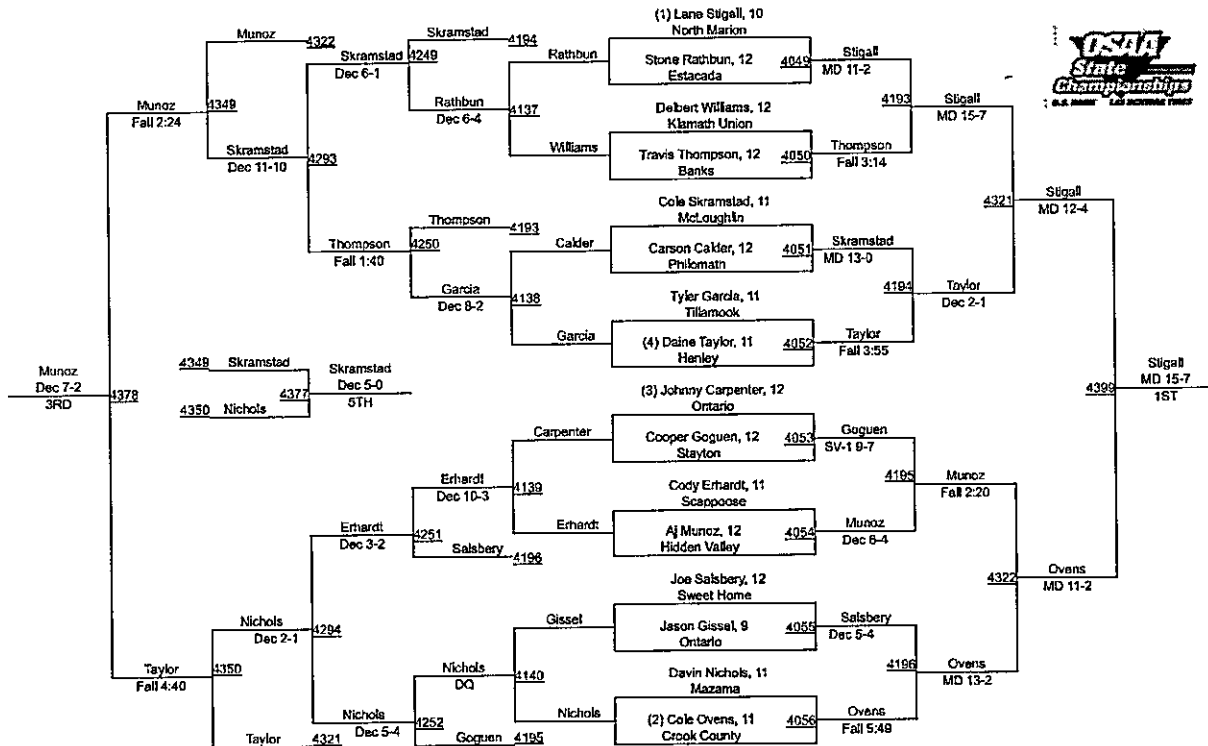 (1) Lane Stigall, 10
North Marion
Stone Rathbun, 12
Estacada
Delbert Williams, 12
Klamath Union
Travis Thompson, 12
Banks
Cole Skramstad, 11
McLoughlin
Carson Calder, 12
Philomath
Tyler Garcia, 11
Tillamook
(4) Daine Taylor, 11
Henley
(3) Johnny Carpenter, 12
Ontario
Cooper Goguen, 12
Stayton
Cody Erhardt, 11
Scappoose
Aj Munoz, 12
Hidden Valley
Joe Salsbery, 12
Sweet Home
Jason Gissel, 9
Ontario
Davin Nichols, 11
Mazama
(2) Cole Ovens, 11
Crook County
4049
Stigall
MD 11-2
4050
Thompson
Fall 3:14
4051
Skramstad
MD 13-0
4052
Taylor
Fall 3:55
4053
Goguen
SV-1 9-7
4054
Munoz
Dec 6-4
4055
Salsbery
Dec 5-4
4056
Ovens
Fall 5:49
4193
Stigall
MD 15-7
4194
Taylor
Dec 2-1
4195
Munoz
Fall 2:20
4196
Ovens
MD 13-2
4321
Stigall
MD 12-4
4322
Ovens
MD 11-2
4399
Stigall
MD 15-7
1ST
OSAA
State
Championships
Rathbun
Williams
4137
Rathbun
Dec 6-4
Skramstad
4194
4249
Skramstad
Dec 6-1
Calder
Garcia
4138
Garcia
Dec 8-2
Thompson
4193
4250
Thompson
Fall 1:40
4293
Skramstad
Dec 11-10
Munoz
4322
4349
Munoz
Fall 2:24
Carpenter
Erhardt
4139
Erhardt
Dec 10-3
Salsbery
4196
4251
Erhardt
Dec 3-2
Gissel
Nichols
4140
Nichols
DQ
Goguen
4195
4252
Nichols
Dec 5-4
4294
Nichols
Dec 2-1
Taylor
4321
4350
Taylor
Fall 4:40
4378
Munoz
Dec 7-2
3RD
4349
Skramstad
4350
Nichols
4377
Skramstad
Dec 5-0
5TH